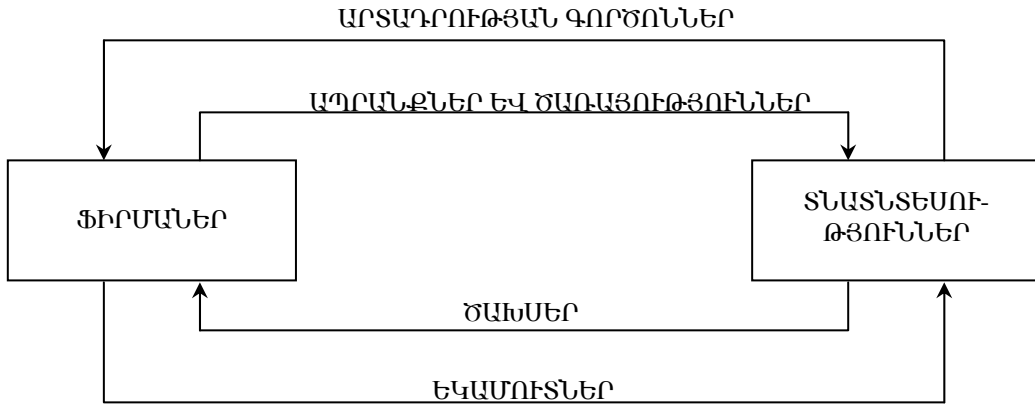 ԱՐՏԱԴՐՈՒԹՅԱՆ ԳՈՐԾՈՆՆԵՐ
ԱՊՐԱՆՔՆԵՐ ԵՎ ԾԱՌԱՅՈՒԹՅՈՒՆՆԵՐ
ՖԻՐՄԱՆԵՐ
ՏՆԱՏՆՏԵՍՈՒ-
ԹՅՈՒՆՆԵՐ
ԾԱԽՍԵՐ
ԵԿԱՄՈՒՏՆԵՐ